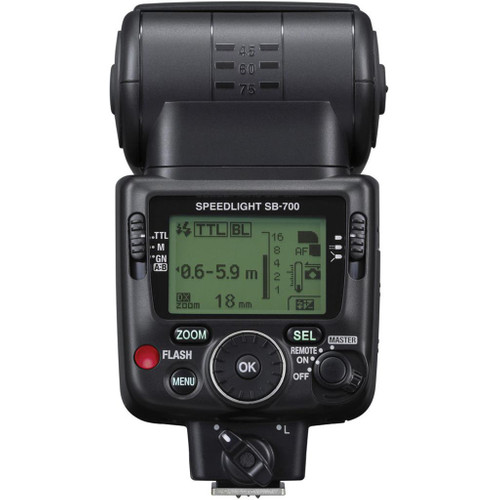 45
60
75
SPEEDLIGHT SB-700
TTL
M
GN
A:B
TTL BL
0.6-5.9 m
DX
zoom 18 mm
16
8
4
2
1
AF
ZOOM
SEL
FLASH
OK
MENU
MASTER
REMOTE
ON
OFF
L